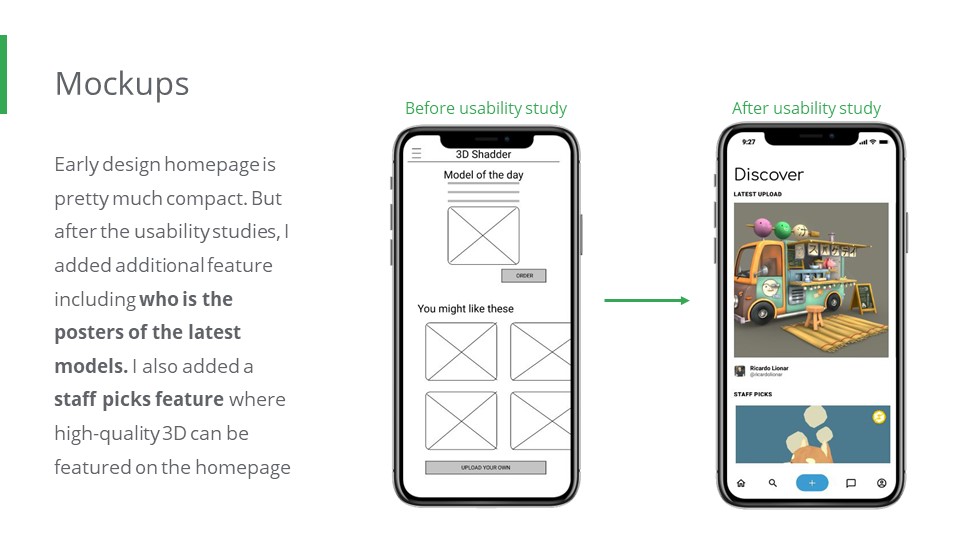 Mockups
Early design homepage is
pretty much compact. But
after the usability studies, I
added additional feature
including who is the
posters of the latest
models. I also added a
staff picks feature where
high-quality 3D can be
featured on the homepage
Before usability study
3D Shadder
Model of the day
ORDER
You might like these
UPLOAD YOUR OWN
After usability study
9:27
Discover
LATEST UPLOAD
Ricardo Lionar
@ricardolionar
STAFF PICKS